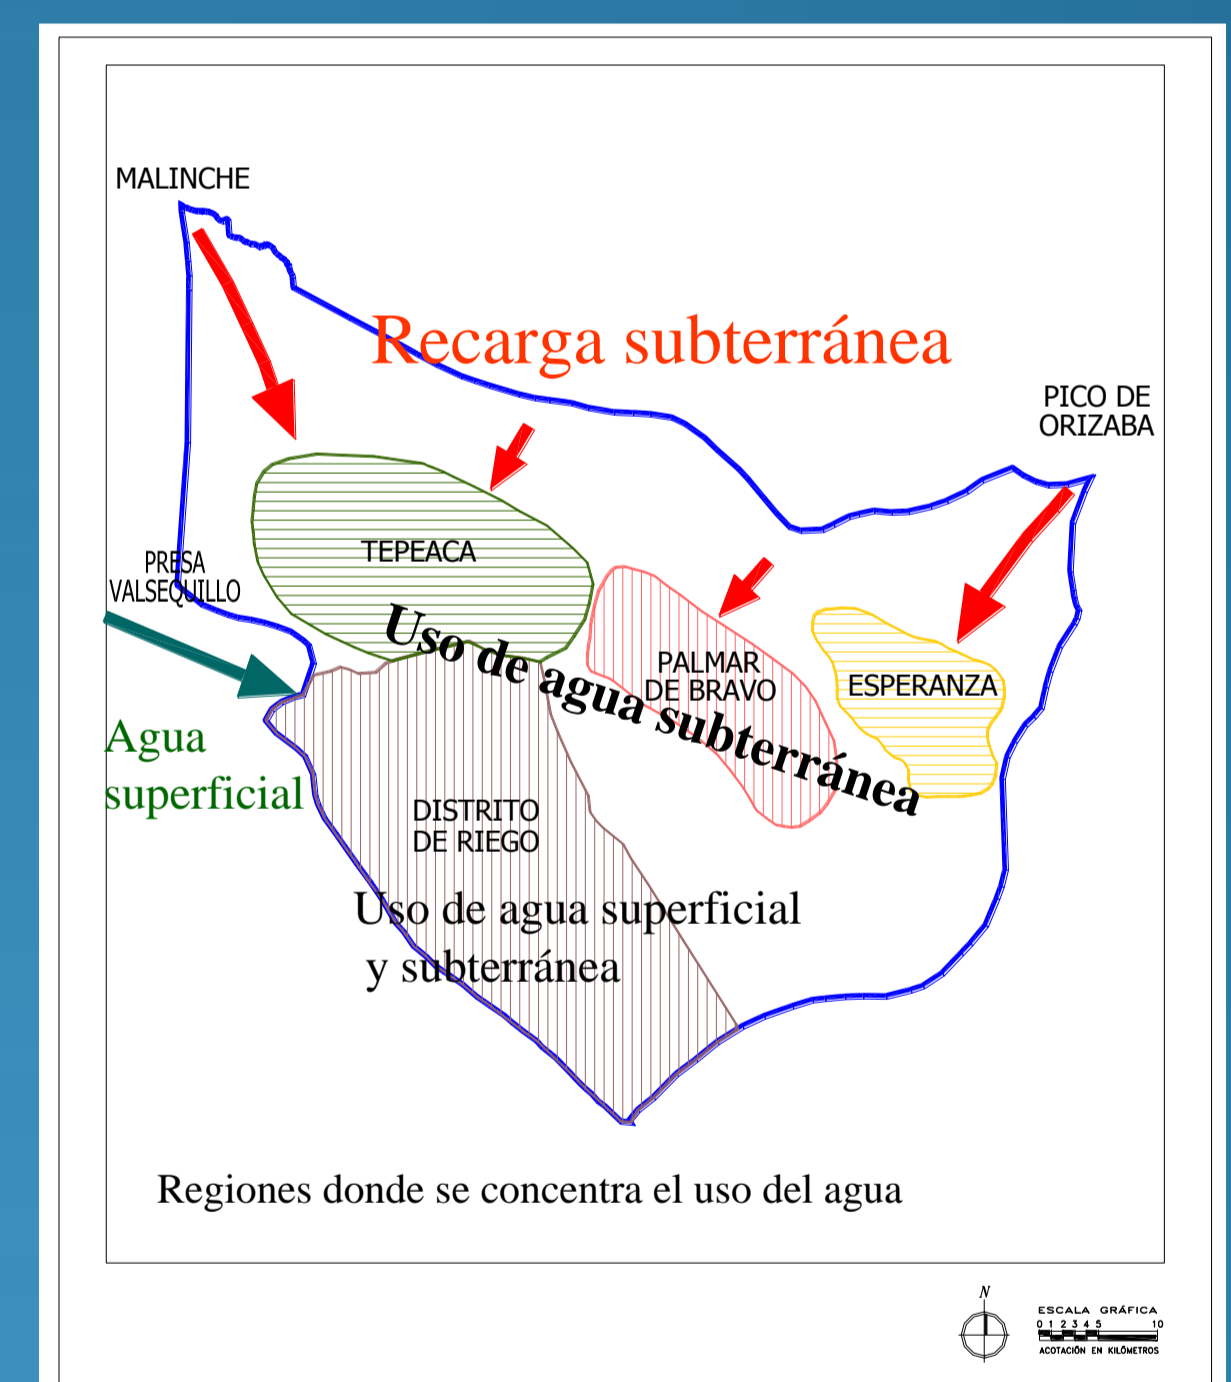 MALINCHE
Recarga subterránea
PICO DE
ORIZABA
TEPEACA
PRESA
VALSEQUILLO
Uso de agua subterránea
PALMAR
DE BRAVO
ESPERANZA
Agua
superficial
DISTRITO
DE RIEGO
Uso de agua superficial
y subterránea
Regiones donde se concentra el uso del agua
N
ESCALA GRÁFICA
0 1 2 3 4 5 10
ACOTACIÓN EN KILÓMETROS